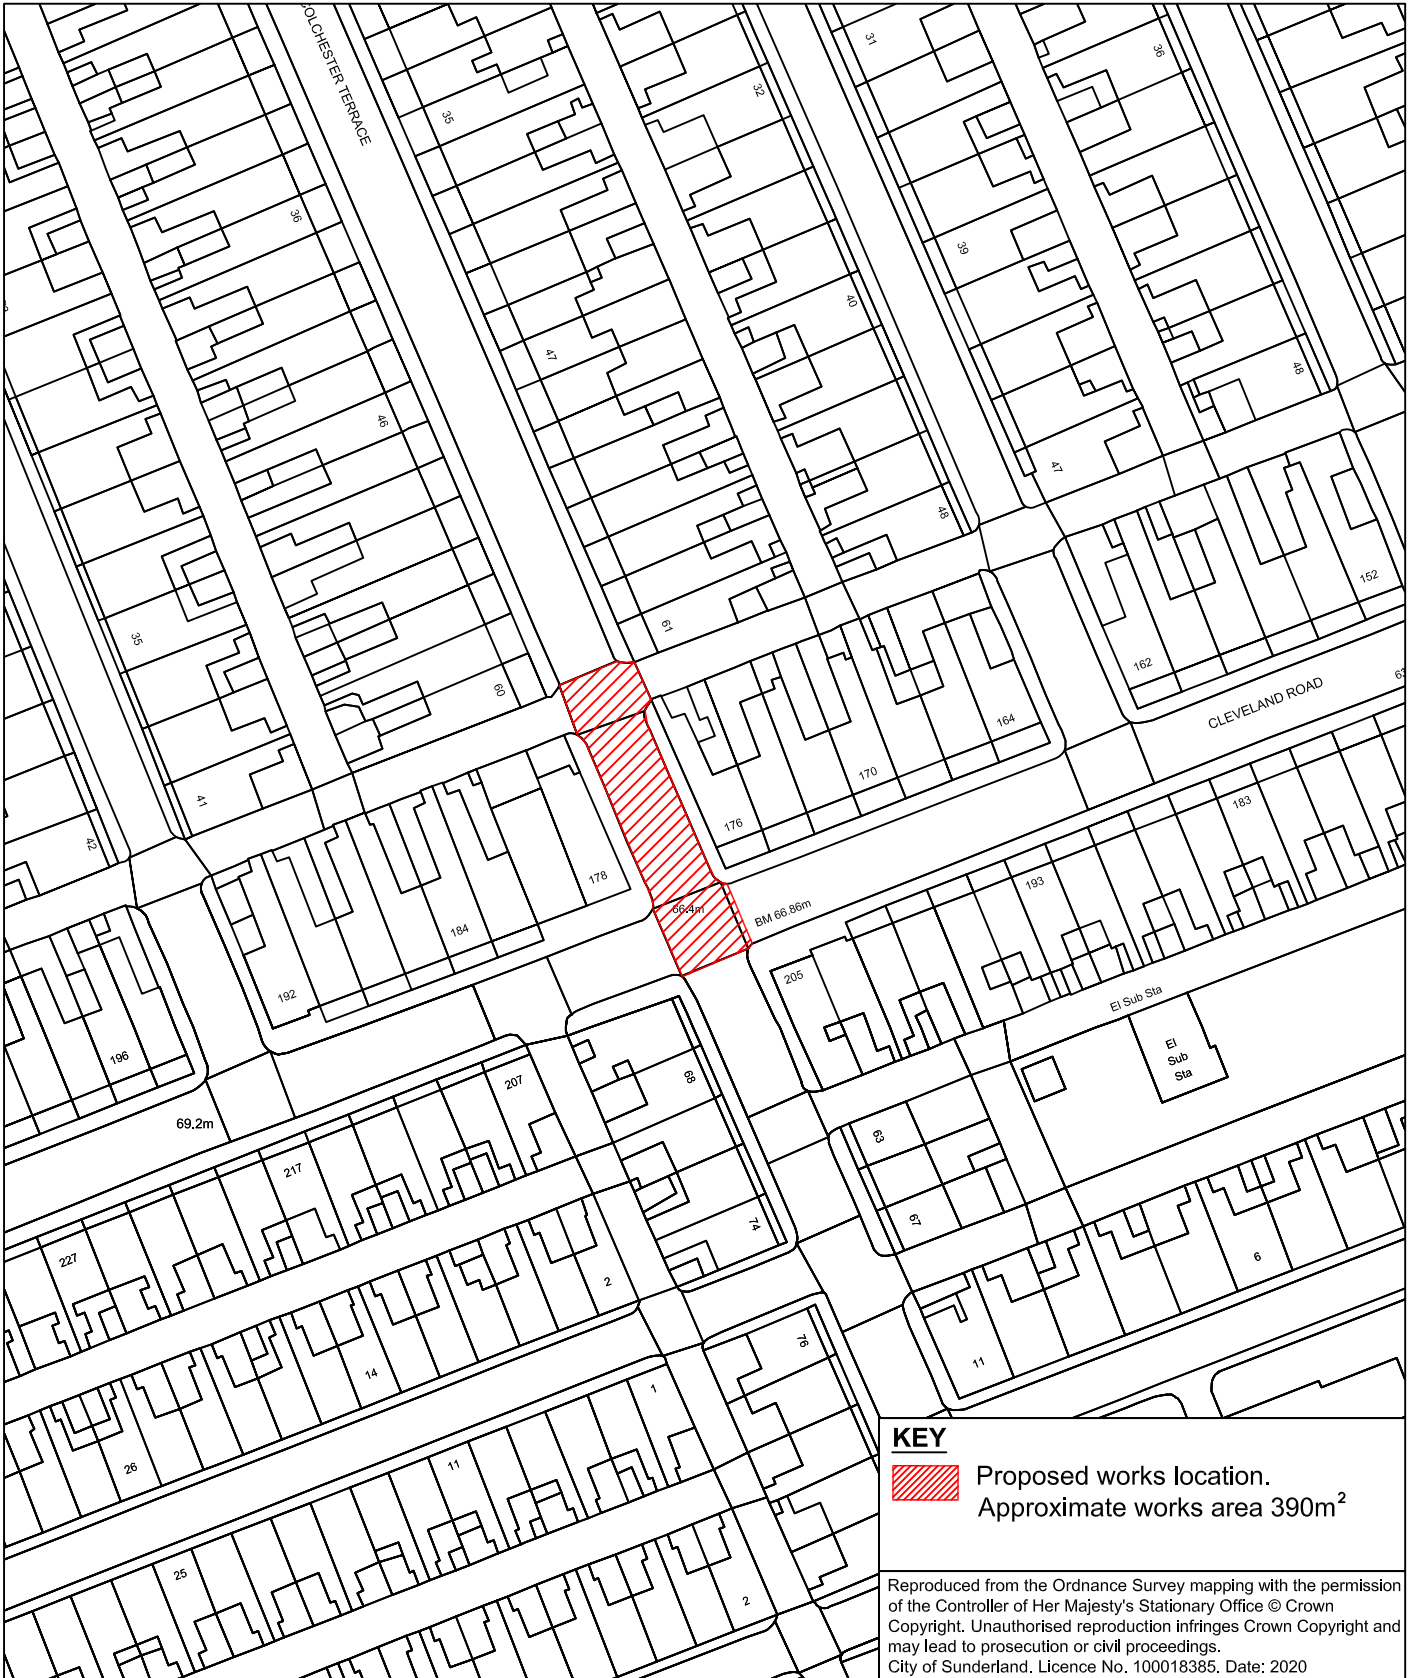 COLCHESTER TERRACE
31
36
32
35
36
39
40
47
48
46
47
48
61
35
60
152
162
CLEVELAND ROAD
63
164
170
176
183
41
42
178
193
66.4m
BM 66.86m
184
205
192
El Sub Sta
El
Sub
Sta
196
207
68
69.2m
63
217
67
74
227
6
2
14
76
11
1
26
11
25
2
KEY
Proposed works location.
Approximate works area 390m²
Reproduced from the Ordnance Survey mapping with the permission
of the Controller of Her Majesty's Stationary Office © Crown
Copyright. Unauthorised reproduction infringes Crown Copyright and
may lead to prosecution or civil proceedings.
City of Sunderland. Licence No. 100018385. Date: 2020